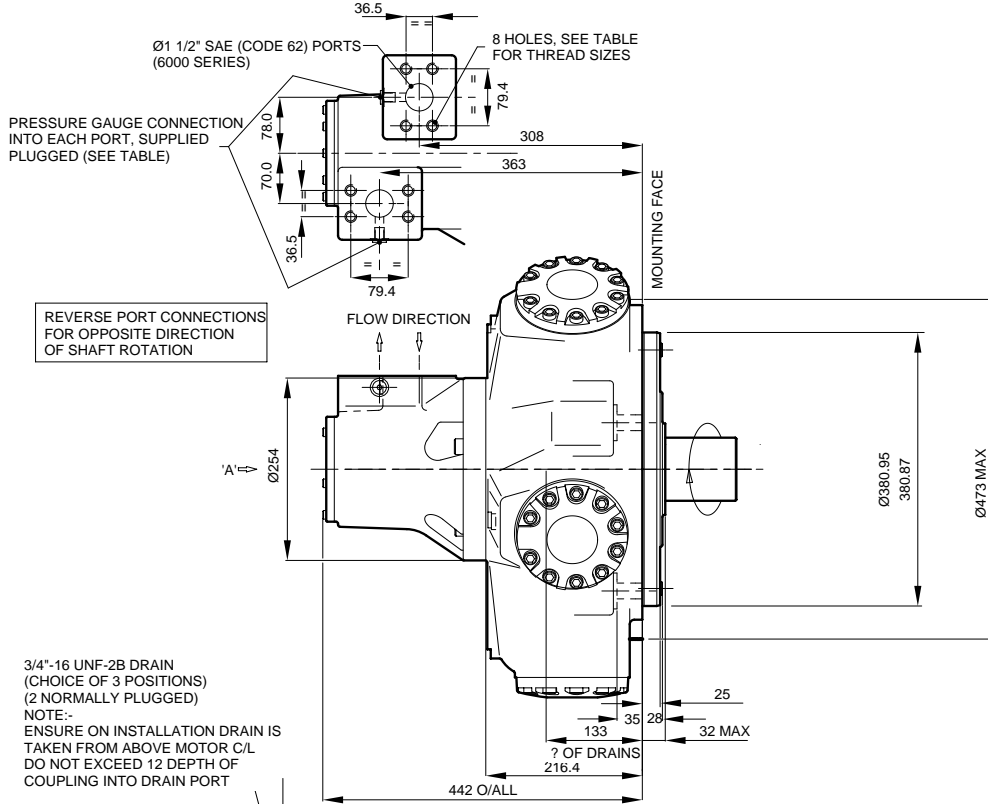 36.5
= =
Ø1 1/2" SAE (CODE 62) PORTS
(6000 SERIES)
8 HOLES, SEE TABLE
FOR THREAD SIZES
=
=
79.4
PRESSURE GAUGE CONNECTION
INTO EACH PORT, SUPPLIED
PLUGGED (SEE TABLE)
78.0
70.0
308
363
MOUNTING FACE
=
36.5
= =
79.4
REVERSE PORT CONNECTIONS
FOR OPPOSITE DIRECTION
OF SHAFT ROTATION
FLOW DIRECTION
'A'
Ø254
Ø380.95
380.87
Ø473 MAX
3/4"-16 UNF-2B DRAIN
(CHOICE OF 3 POSITIONS)
(2 NORMALLY PLUGGED)
NOTE:-
ENSURE ON INSTALLATION DRAIN IS
TAKEN FROM ABOVE MOTOR C/L
DO NOT EXCEED 12 DEPTH OF
COUPLING INTO DRAIN PORT
25
35 28
133
32 MAX
? OF DRAINS
216.4
442 O/ALL